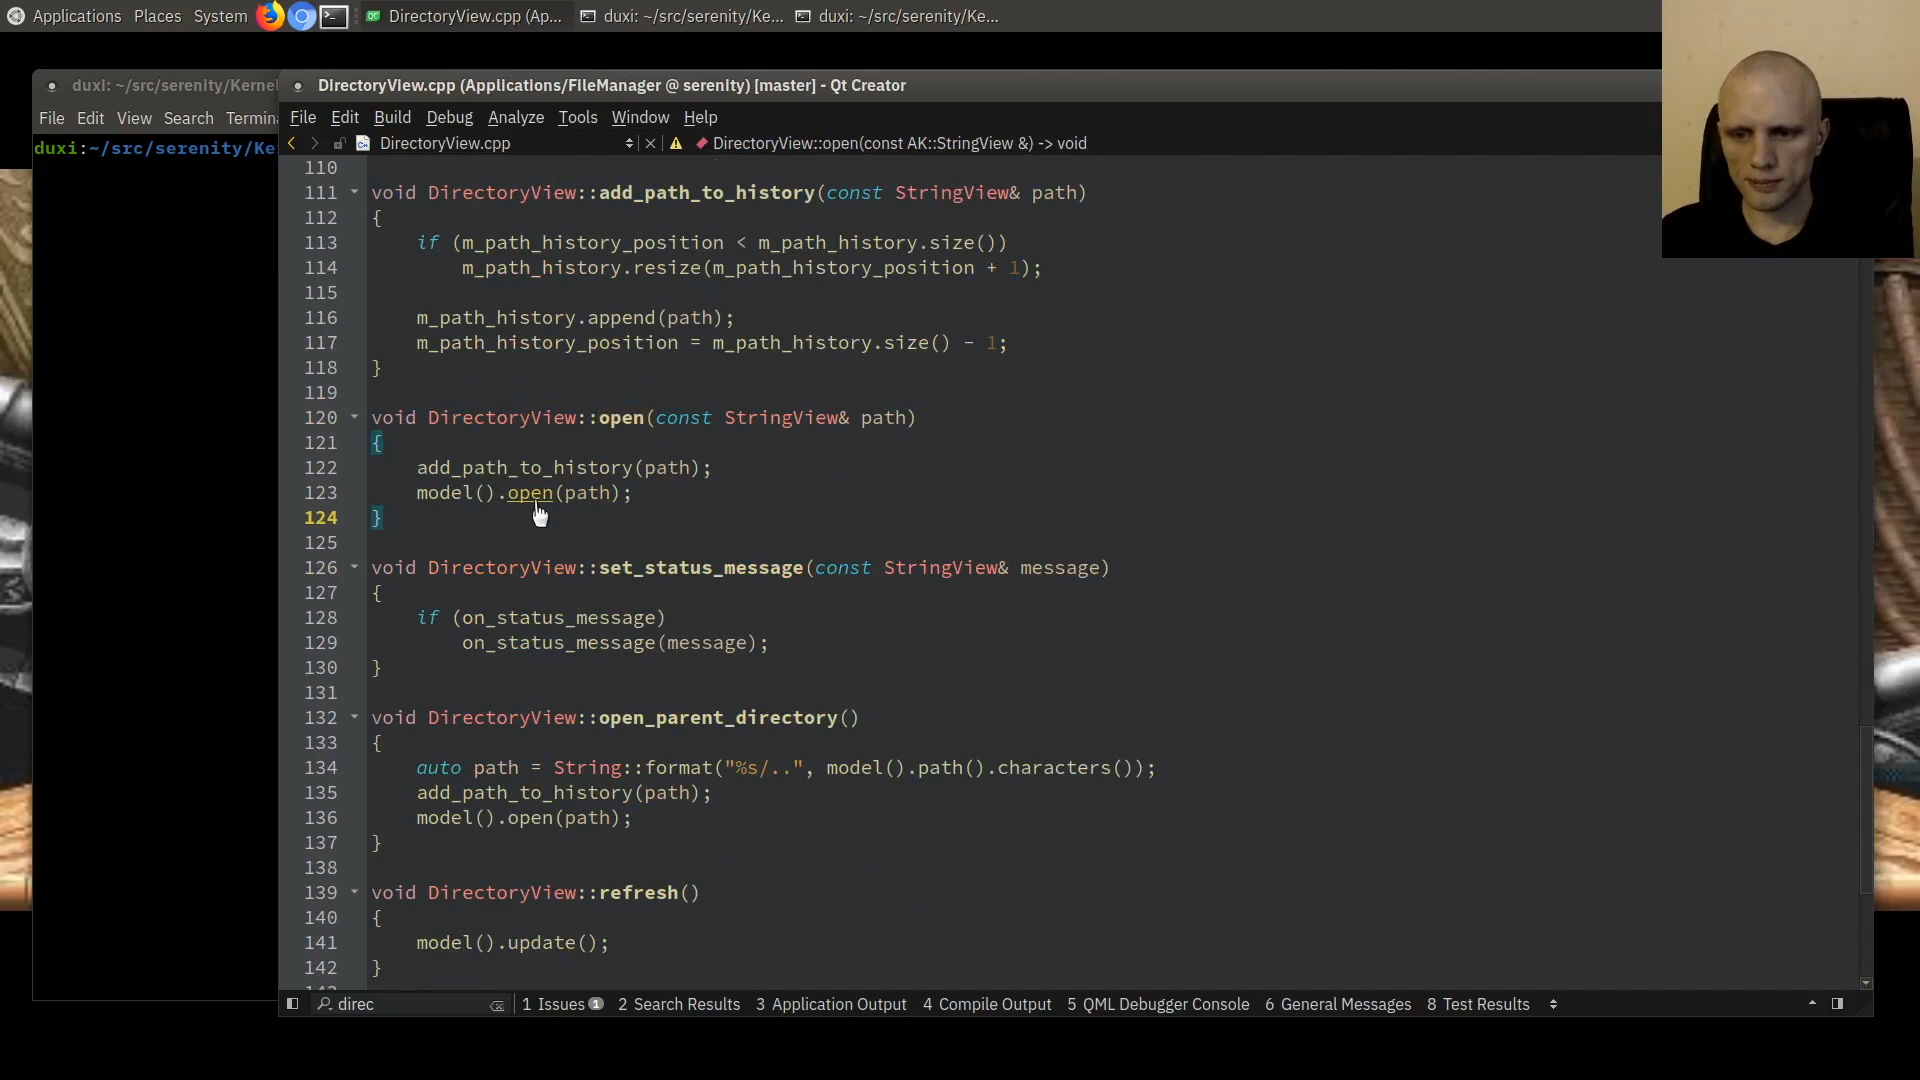 Applications Places System DirectoryView.cpp (Ap... duxi: ~/src/serenity/Ke... duxi: ~/src/serenity/Ke...
duxi: ~/src/serenity/Kerne
File Edit View Search Termin
duxi:~/src/serenity/Ke
DirectoryView.cpp (Applications/FileManager @ serenity) [master] - Qt Creator
File Edit Build Debug Analyze Tools Window Help
DirectoryView.cpp DirectoryView::open(const AK::StringView &) -> void
110
111 void DirectoryView::add_path_to_history(const StringView& path)
112 {
113 if (m_path_history_position < m_path_history.size())
114 m_path_history.resize(m_path_history_position + 1);
115
116 m_path_history.append(path);
117 m_path_history_position = m_path_history.size() - 1;
118 }
119
120 void DirectoryView::open(const StringView& path)
121 {
122 add_path_to_history(path);
123 model().open(path);
124 }
125
126 void DirectoryView::set_status_message(const StringView& message)
127 {
128 if (on_status_message)
129 on_status_message(message);
130 }
131
132 void DirectoryView::open_parent_directory()
133 {
134 auto path = String::format("%s/..", model().path().characters());
135 add_path_to_history(path);
136 model().open(path);
137 }
138
139 void DirectoryView::refresh()
140 {
141 model().update();
142 }
direc 1 Issues 1 2 Search Results 3 Application Output 4 Compile Output 5 QML Debugger Console 6 General Messages 8 Test Results